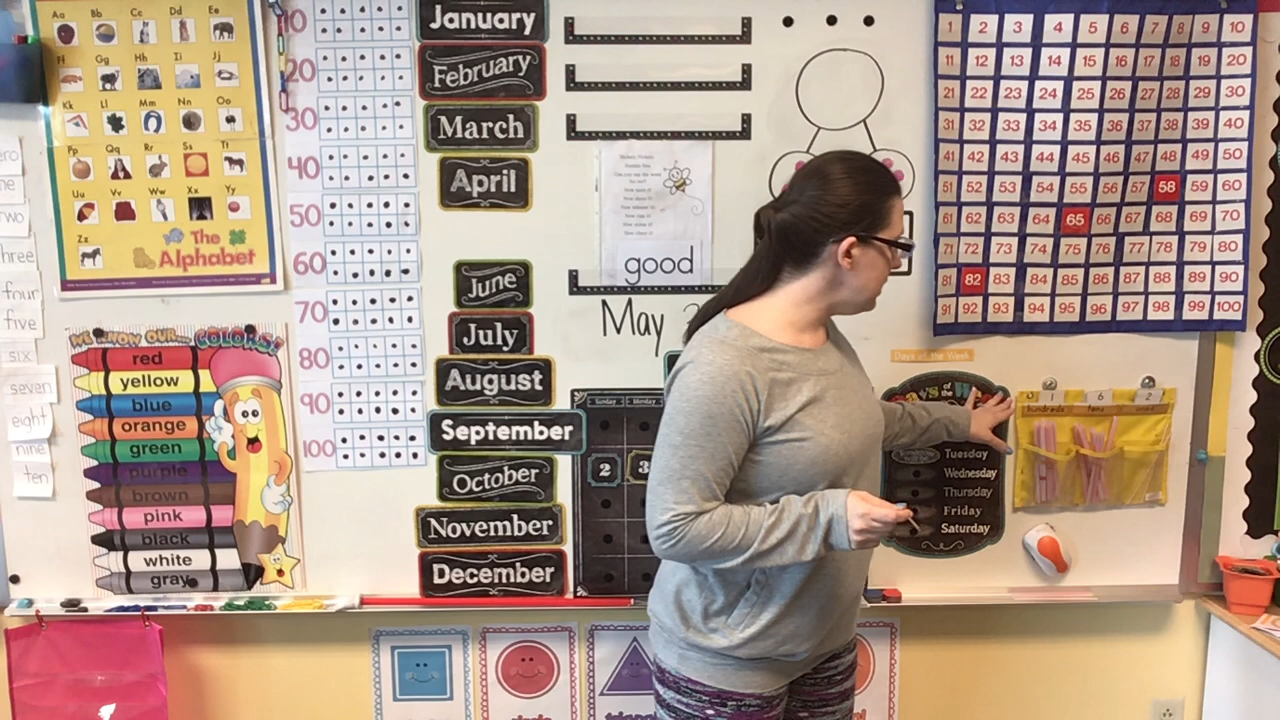 Aa Bb Cc Dd Ee
Ff Gg Hh Ii Jj
Kk Ll Mm Nn Oo
Pp Qq Rr Ss Tt
Uu Vv Ww Xx Yy
Zz
The
Alphabet
two
four
five
six
seven
eight
nine
ten
WE KNOW OUR... COLORS!
red
yellow
blue
orange
green
purple
brown
pink
black
white
gray
10
20
30
40
50
60
70
80
90
100
January
February
March
April
June
July
August
September
October
November
December
good
May
Sunday Monday
2 3
1 2 3 4 5 6 7 8 9 10
11 12 13 14 15 16 17 18 19 20
21 22 23 24 25 26 27 28 29 30
31 32 33 34 35 36 37 38 39 40
41 42 43 44 45 46 47 48 49 50
51 52 53 54 55 56 57 58 59 60
61 62 63 64 65 66 67 68 69 70
71 72 73 74 75 76 77 78 79 80
81 82 83 84 85 86 87 88 89 90
91 92 93 94 95 96 97 98 99 100
Days of the Week
of the
Tuesday
Wednesday
Thursday
Friday
Saturday
0 1 6 2
hundreds tens ones